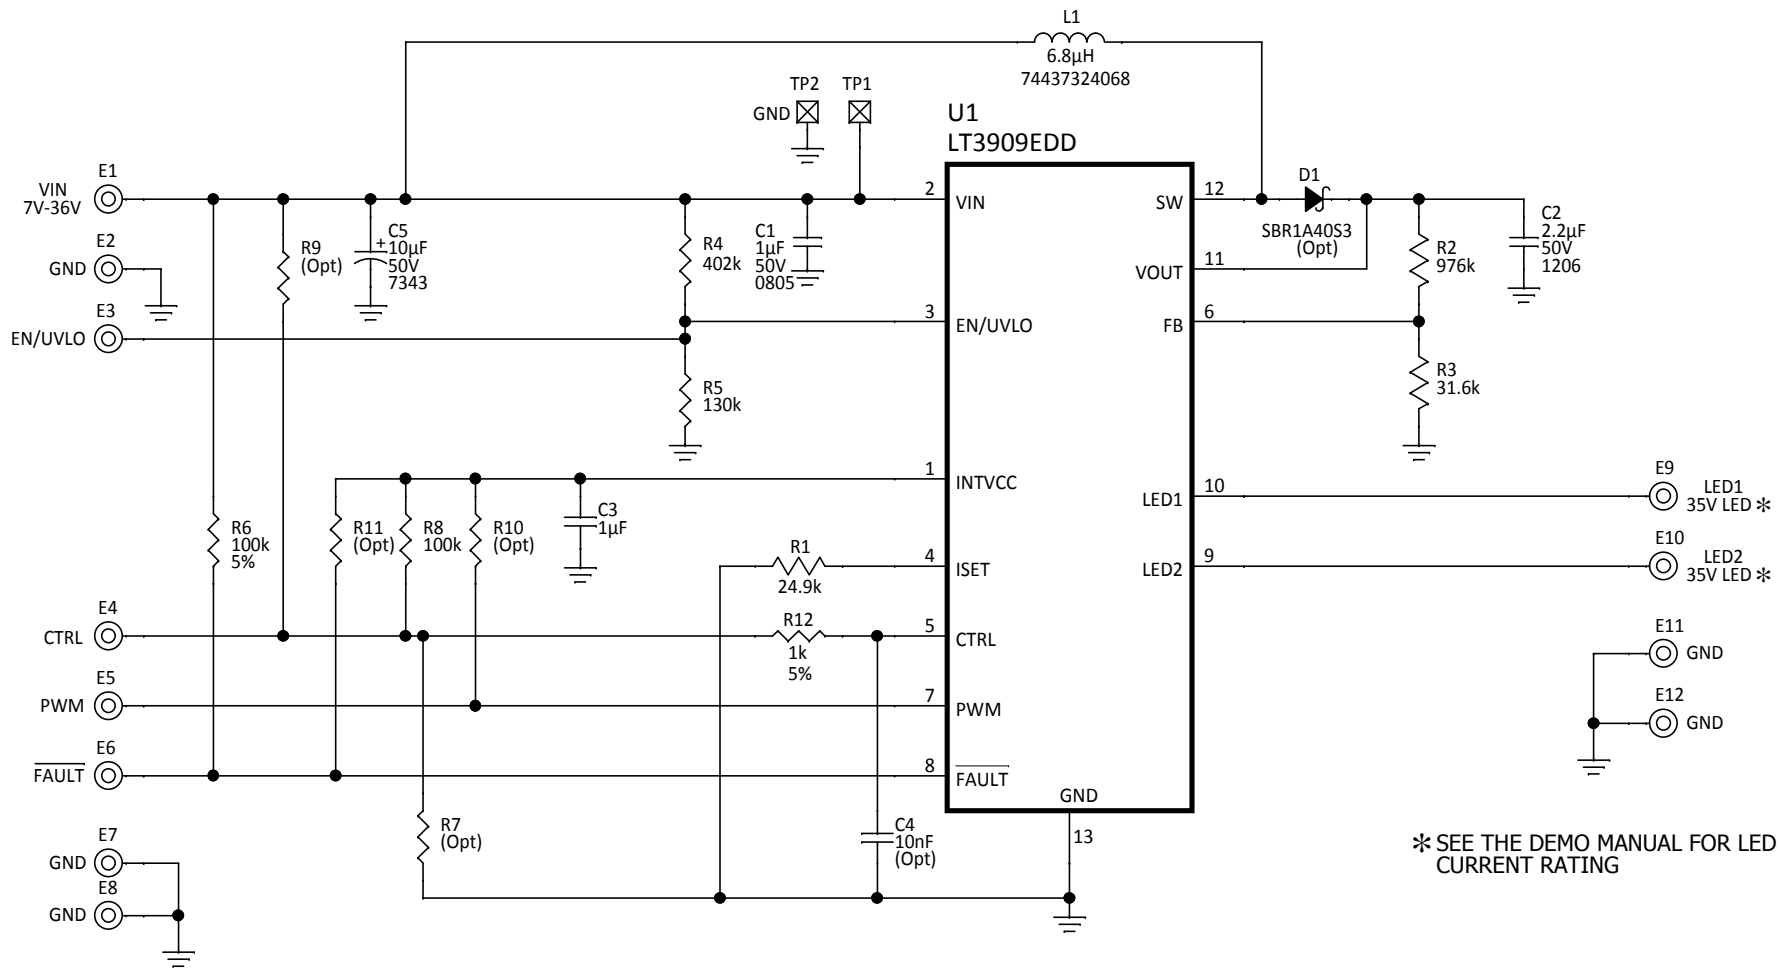 L1
6.8µH
74437324068
TP2
TP1
GND
U1
LT3909EDD
E1
VIN
7V-36V
E2
GND
E3
EN/UVLO
R9
(Opt)
C5
+
10µF
50V
7343
R4
402k
C1
1µF
50V
0805
R5
130k
2
VIN
3
EN/UVLO
1
INTVCC
4
ISET
5
CTRL
7
PWM
8
FAULT
GND
13
12
SW
11
VOUT
6
FB
10
LED1
9
LED2
D1
SBR1A40S3
(Opt)
R2
976k
C2
2.2µF
50V
1206
R3
31.6k
R6
100k
5%
R11
(Opt)
R8
100k
R10
(Opt)
C3
1µF
R1
24.9k
R12
1k
5%
E4
CTRL
E5
PWM
E6
FAULT
E7
GND
E8
GND
R7
(Opt)
C4
10nF
(Opt)
E9
LED1
35V LED *
E10
LED2
35V LED *
E11
GND
E12
GND
* SEE THE DEMO MANUAL FOR LED
CURRENT RATING